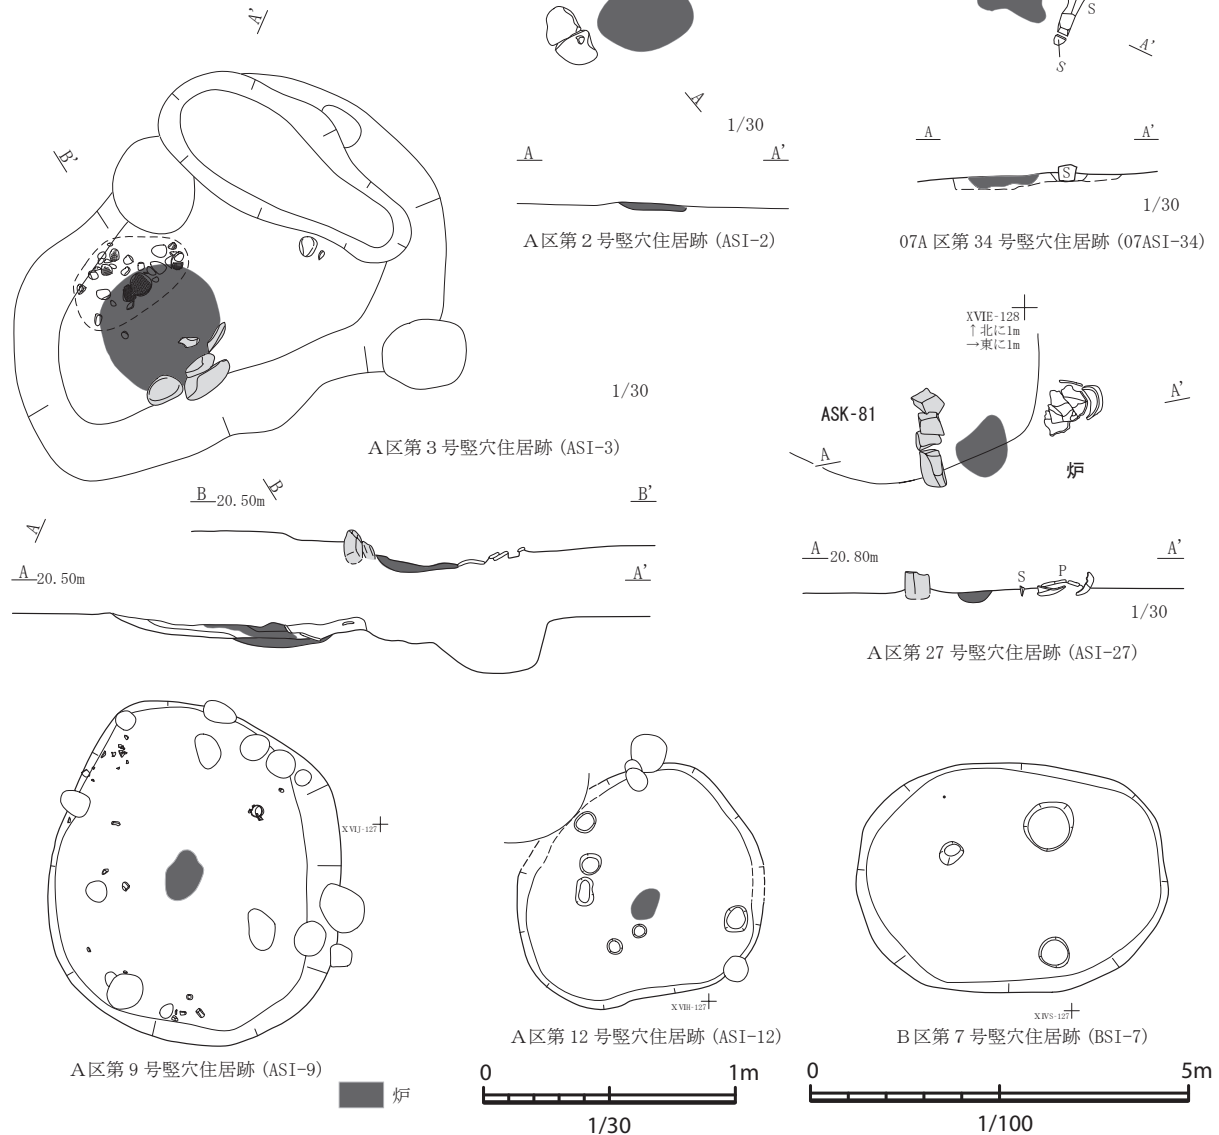 A'
S
S
A'
A
1/30
B'
A
A'
A
A'
S
1/30
A区第2号竪穴住居跡 (ASI-2)
07A区第34号竪穴住居跡 (07ASI-34)
XVIE-128
↑北に1m
→東に1m
1/30
A'
ASK-81
A区第3号竪穴住居跡 (ASI-3)
A
炉
B 20.50m
B
B'
A
A 20.50m
A'
A 20.80m
A'
S
P
1/30
A区第27号竪穴住居跡 (ASI-27)
XVIJ-127
XVIH-127
XIVS-127
A区第9号竪穴住居跡 (ASI-9)
A区第12号竪穴住居跡 (ASI-12)
B区第7号竪穴住居跡 (BSI-7)
炉
0 1m
1/30
0 5m
1/100